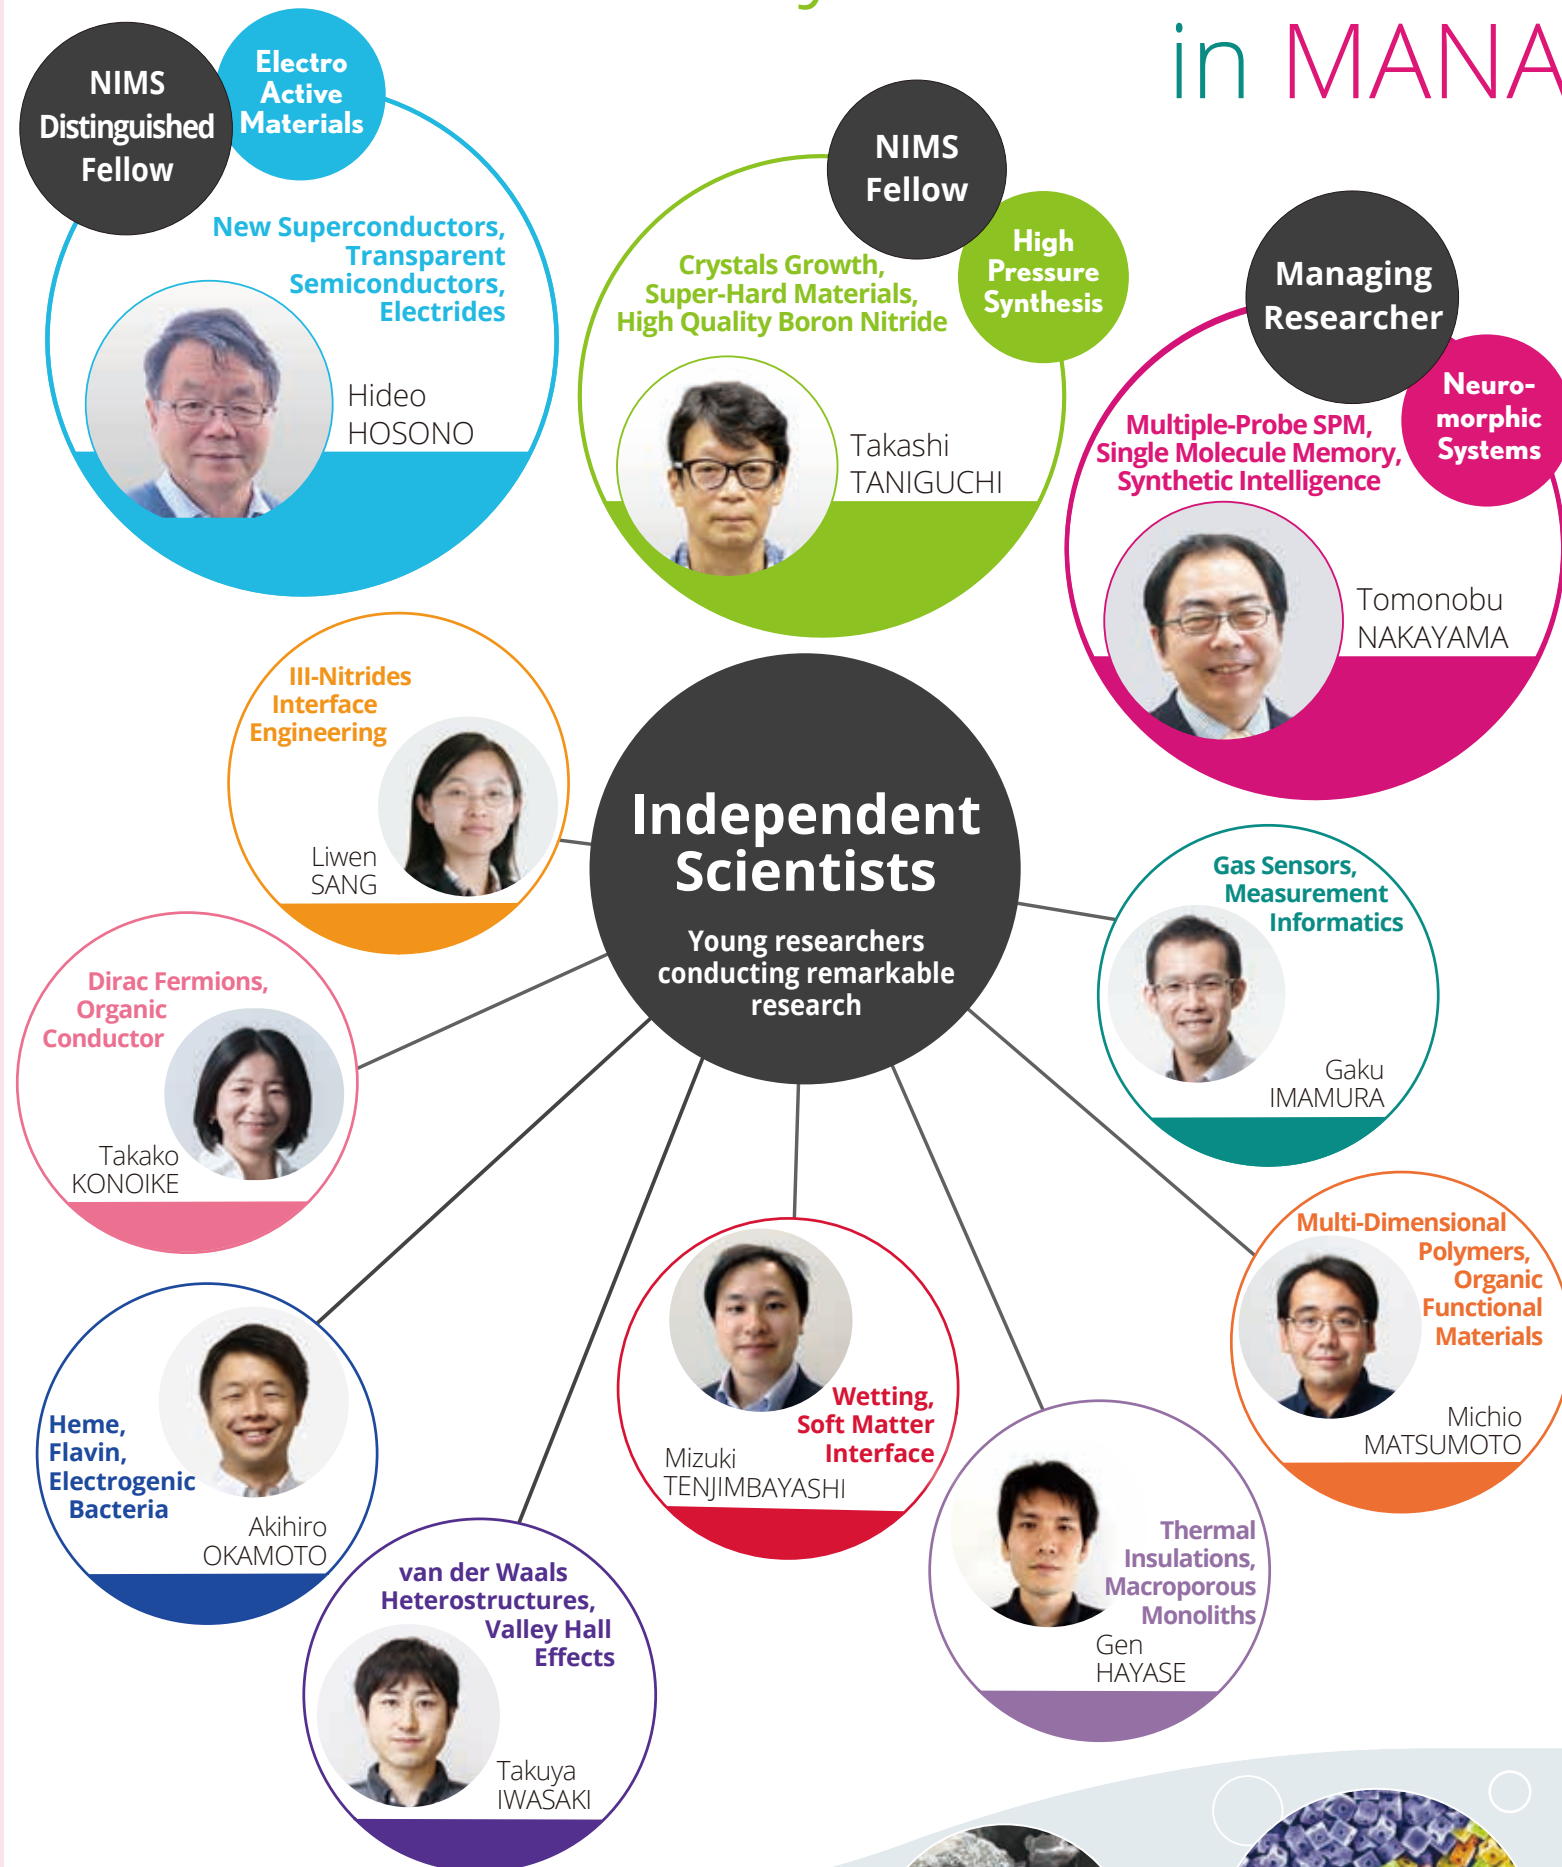 in MANA
NIMS
Distinguished
Fellow
Electro
Active
Materials
New Superconductors,
Transparent
Semiconductors,
Electrides
Hideo
HOSONO
NIMS
Fellow
High
Pressure
Synthesis
Crystals Growth,
Super-Hard Materials,
High Quality Boron Nitride
Takashi
TANIGUCHI
Managing
Researcher
Neuro-
morphic
Systems
Multiple-Probe SPM,
Single Molecule Memory,
Synthetic Intelligence
Tomonobu
NAKAYAMA
Independent
Scientists
Young researchers
conducting remarkable
research
III-Nitrides
Interface
Engineering
Liwen
SANG
Dirac Fermions,
Organic
Conductor
Takako
KONOIKE
Heme,
Flavin,
Electrogenic
Bacteria
Akihiro
OKAMOTO
van der Waals
Heterostructures,
Valley Hall
Effects
Takuya
IWASAKI
Wetting,
Soft Matter
Interface
Mizuki
TENJIMBAYASHI
Thermal
Insulations,
Macroporous
Monoliths
Gen
HAYASE
Multi-Dimensional
Polymers,
Organic
Functional
Materials
Michio
MATSUMOTO
Gas Sensors,
Measurement
Informatics
Gaku
IMAMURA